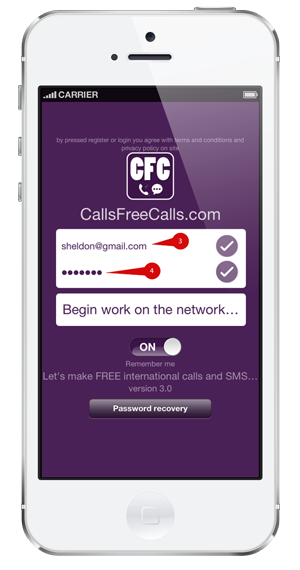 CARRIER
by pressed register or login you agree with terms and conditions and
privacy policy on site
CFC
CallsFreeCalls.com
sheldon@gmail.com
3
•••••••
4
Begin work on the network…
ON
Remember me
Let's make FREE international calls and SMS…
version 3.0
Password recovery